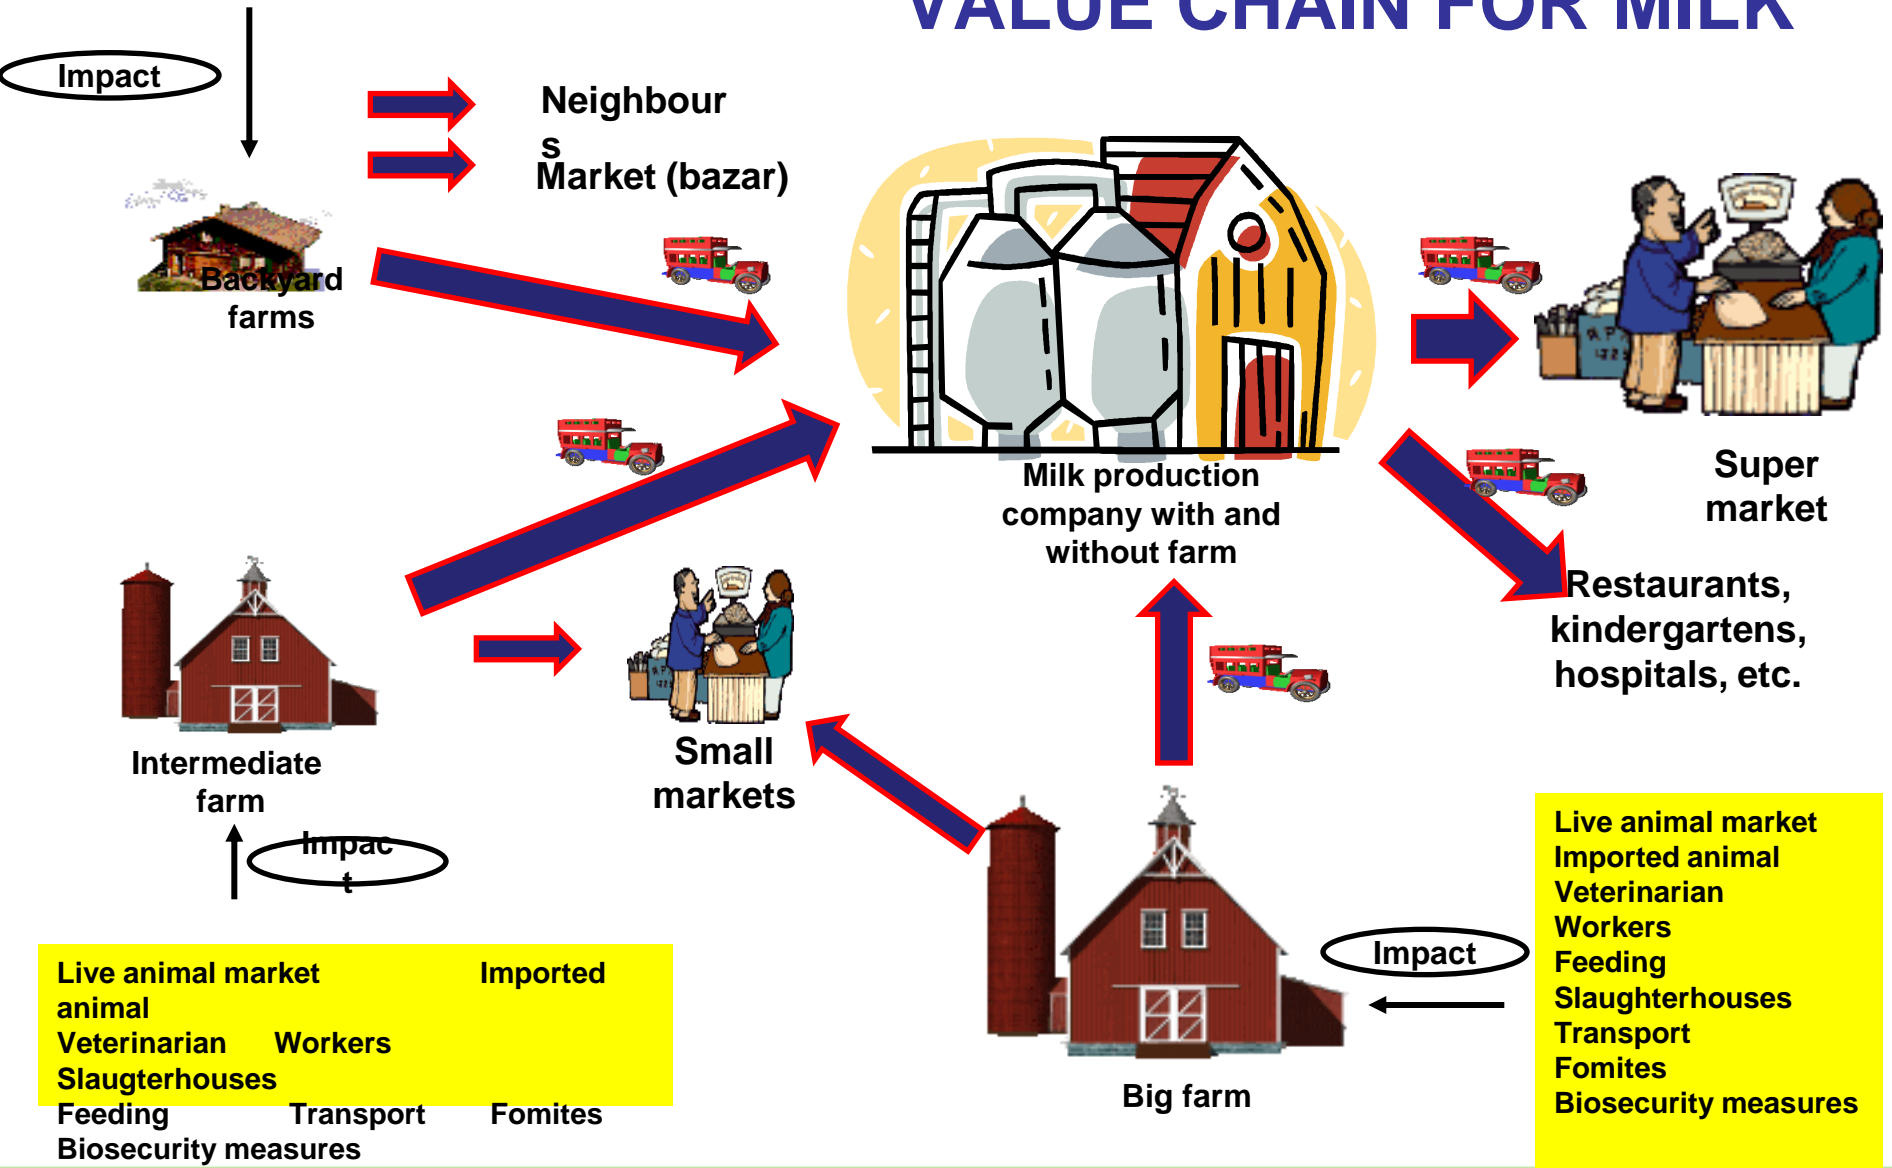 VALUE CHAIN FOR MILK
Impact
Neighbour
s
Market (bazar)
Backyard
farms
Milk production
company with and
without farm
Super
market
Restaurants,
kindergartens,
hospitals, etc.
Intermediate
farm
Small
markets
Impac
t
Live animal market Imported
animal
Veterinarian Workers
Slaugterhouses
Feeding Transport Fomites
Biosecurity measures
Big farm
Impact
Live animal market
Imported animal
Veterinarian
Workers
Feeding
Slaughterhouses
Transport
Fomites
Biosecurity measures